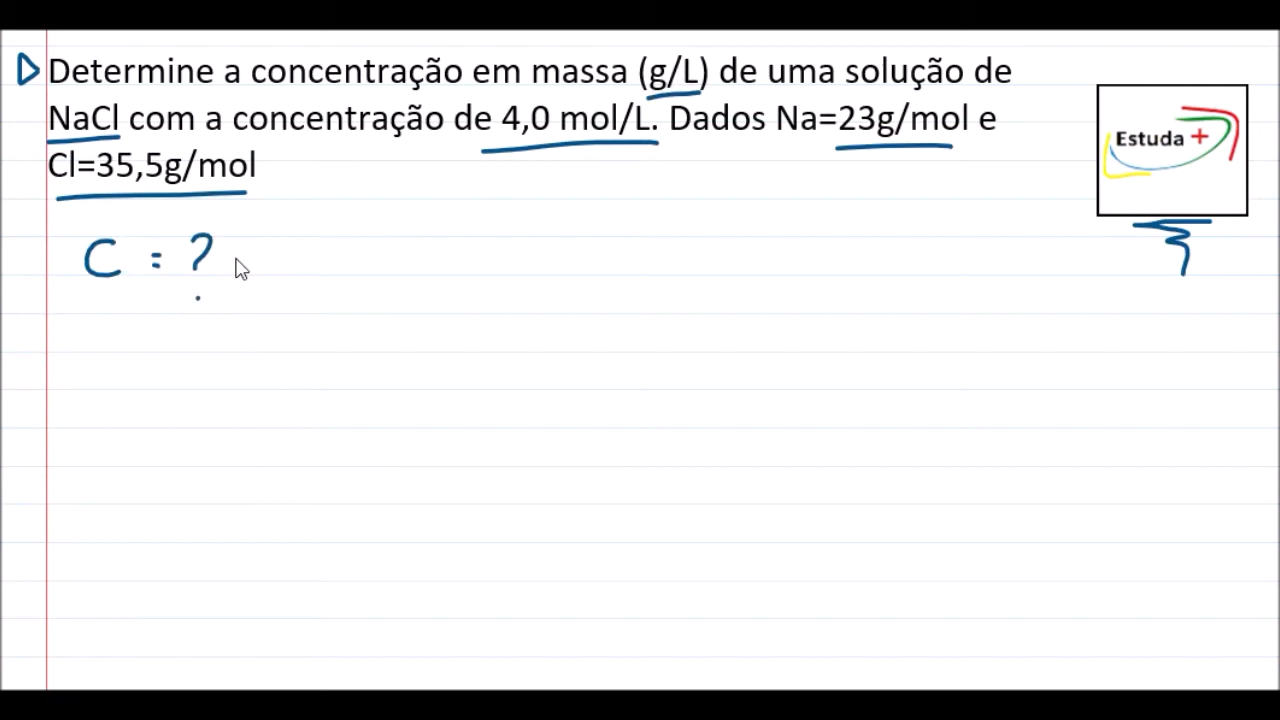 Determine a concentração em massa (g/L) de uma solução de
NaCl com a concentração de 4,0 mol/L. Dados Na=23g/mol e
Cl=35,5g/mol
Estuda +
C = ?